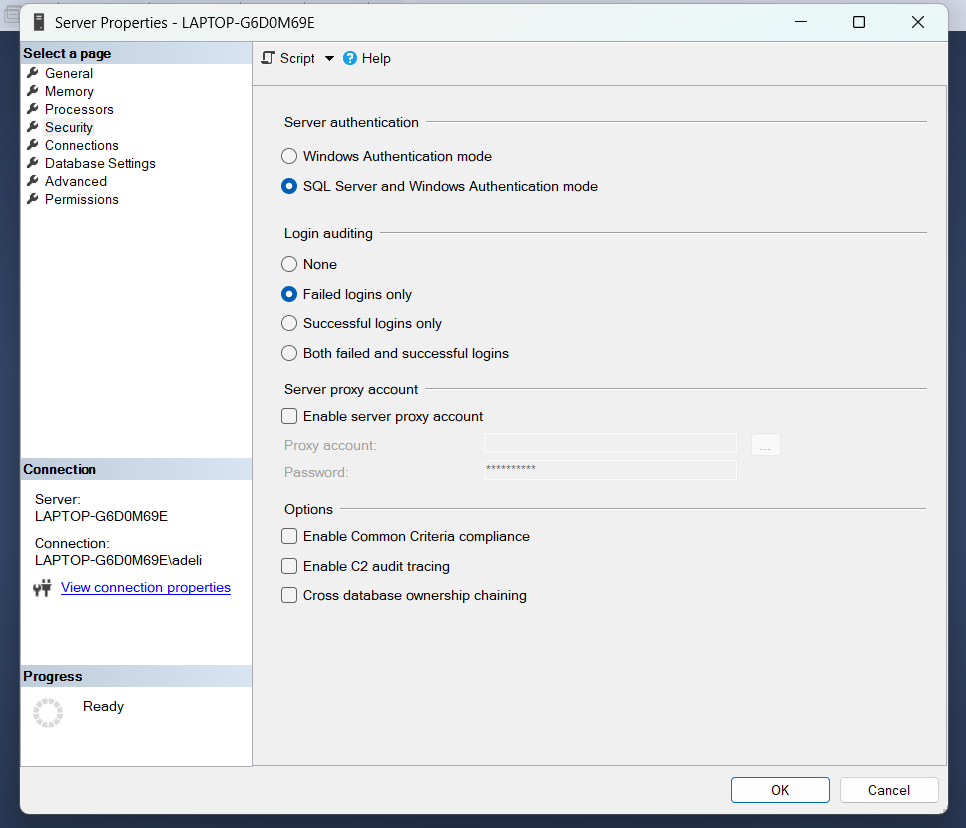 Server Properties - LAPTOP-G6D0M69E
Select a page
General
Memory
Processors
Security
Connections
Database Settings
Advanced
Permissions
Connection
Server:
LAPTOP-G6D0M69E
Connection:
LAPTOP-G6D0M69E\adeli
View connection properties
Progress
Ready
Script
? Help
Server authentication
Windows Authentication mode
SQL Server and Windows Authentication mode
Login auditing
None
Failed logins only
Successful logins only
Both failed and successful logins
Server proxy account
Enable server proxy account
Proxy account:
...
Password: **********
Options
Enable Common Criteria compliance
Enable C2 audit tracing
Cross database ownership chaining
OK Cancel